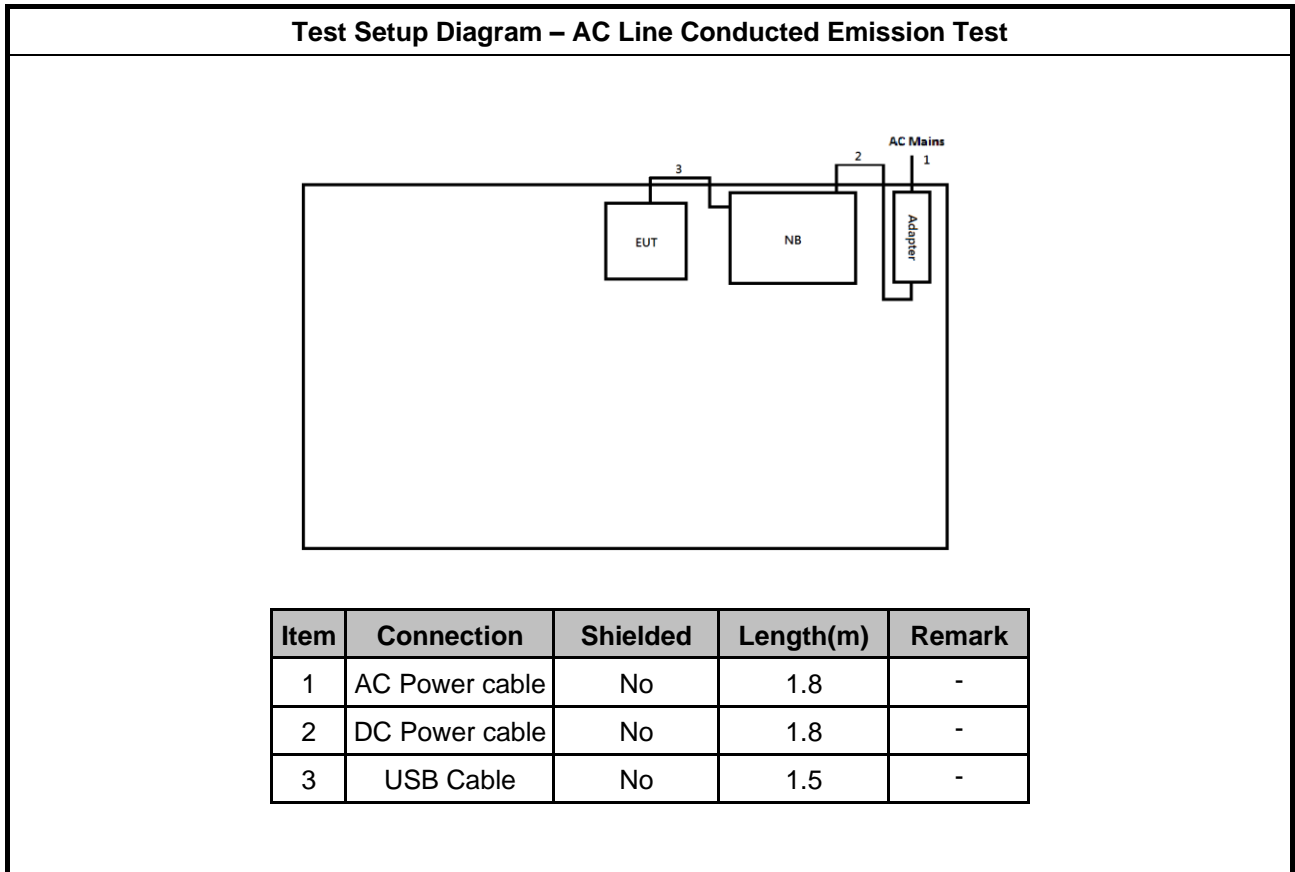 Test Setup Diagram – AC Line Conducted Emission Test
AC Mains
1
2
3
EUT
NB
Adapter
Item Connection Shielded Length(m) Remark
1 AC Power cable No 1.8 -
2 DC Power cable No 1.8 -
3 USB Cable No 1.5 -